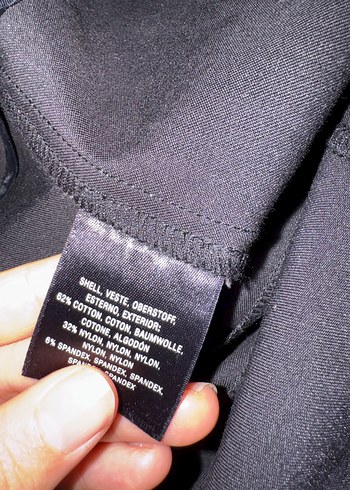 SHELL, VESTE, OBERSTOFF,
ESTERNO, EXTERIOR:
62% COTTON, COTON, BAUMWOLLE,
COTONE, ALGODÓN
32% NYLON, NYLON, NYLON,
NYLON, NYLON
6% SPANDEX, SPANDEX, SPANDEX,
SPANDEX